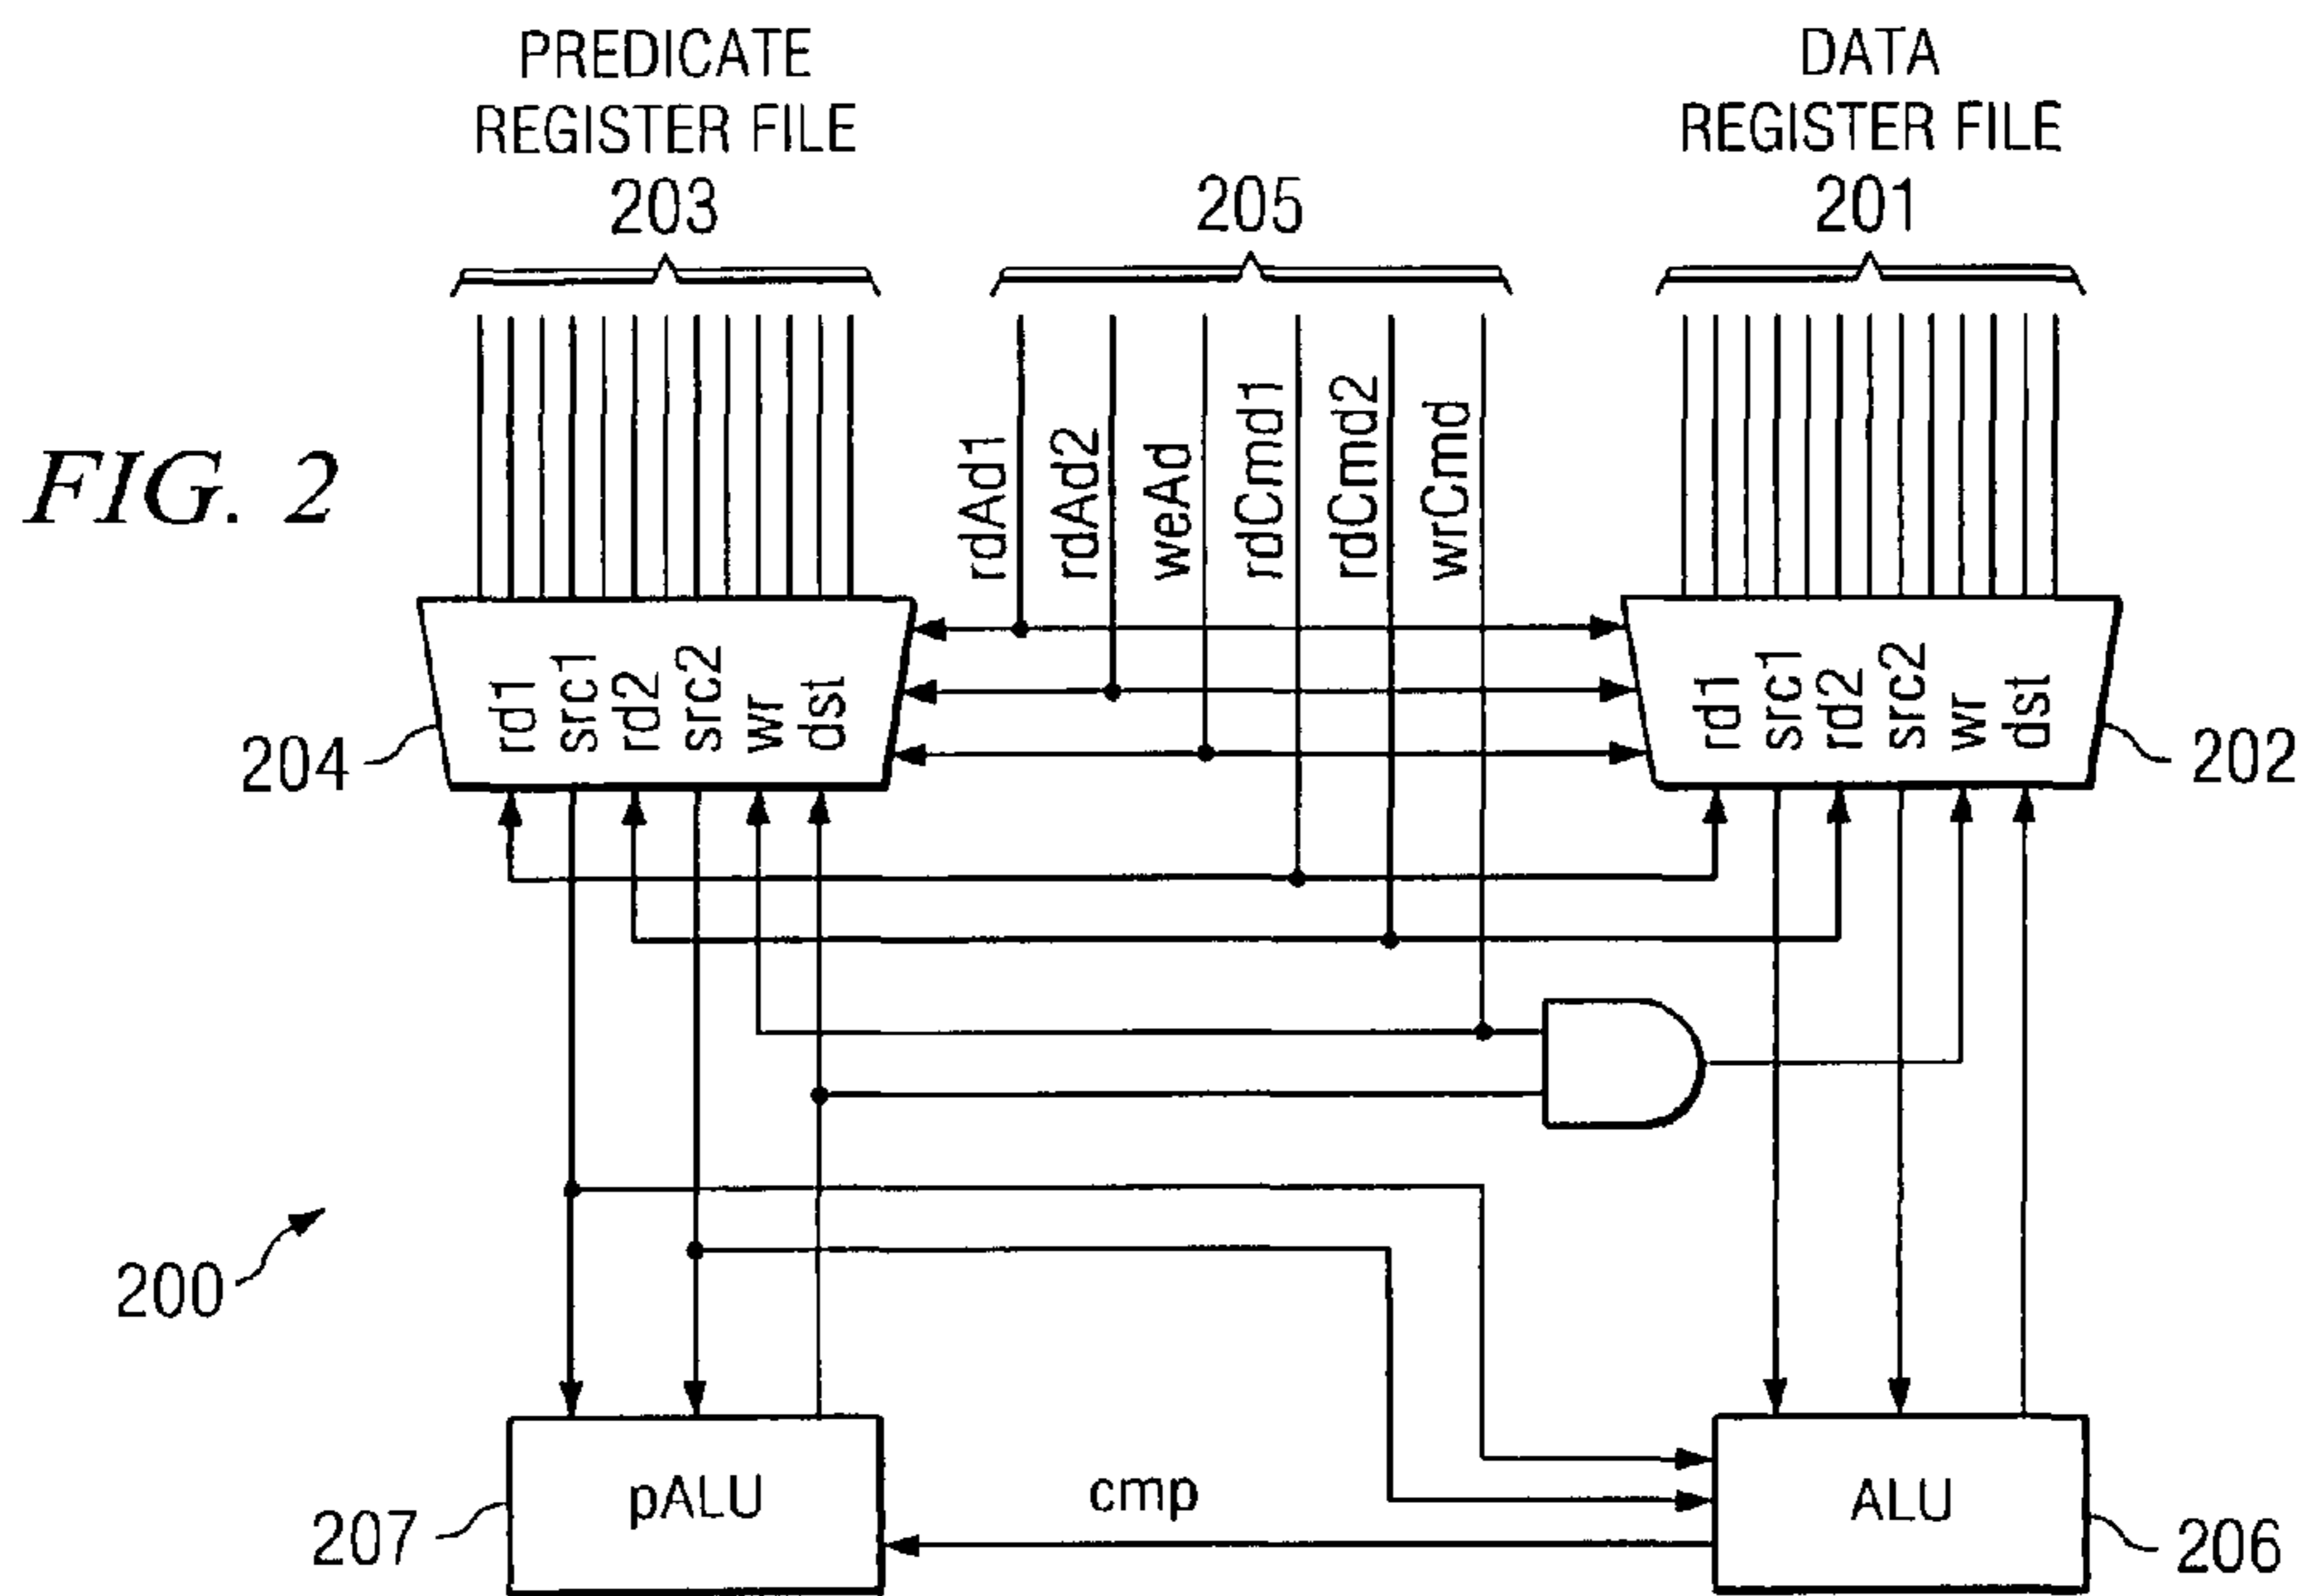 PREDICATE
REGISTER FILE
203
205
DATA
REGISTER FILE
201
FIG. 2
rdAd1
rdAd2
weAd
rdCmd1
rdCmd2
wrCmd
rd1
src1
rd2
src2
wr
dst
204
rd1
src1
rd2
src2
wr
dst
202
200
pALU
207
cmp
ALU
206